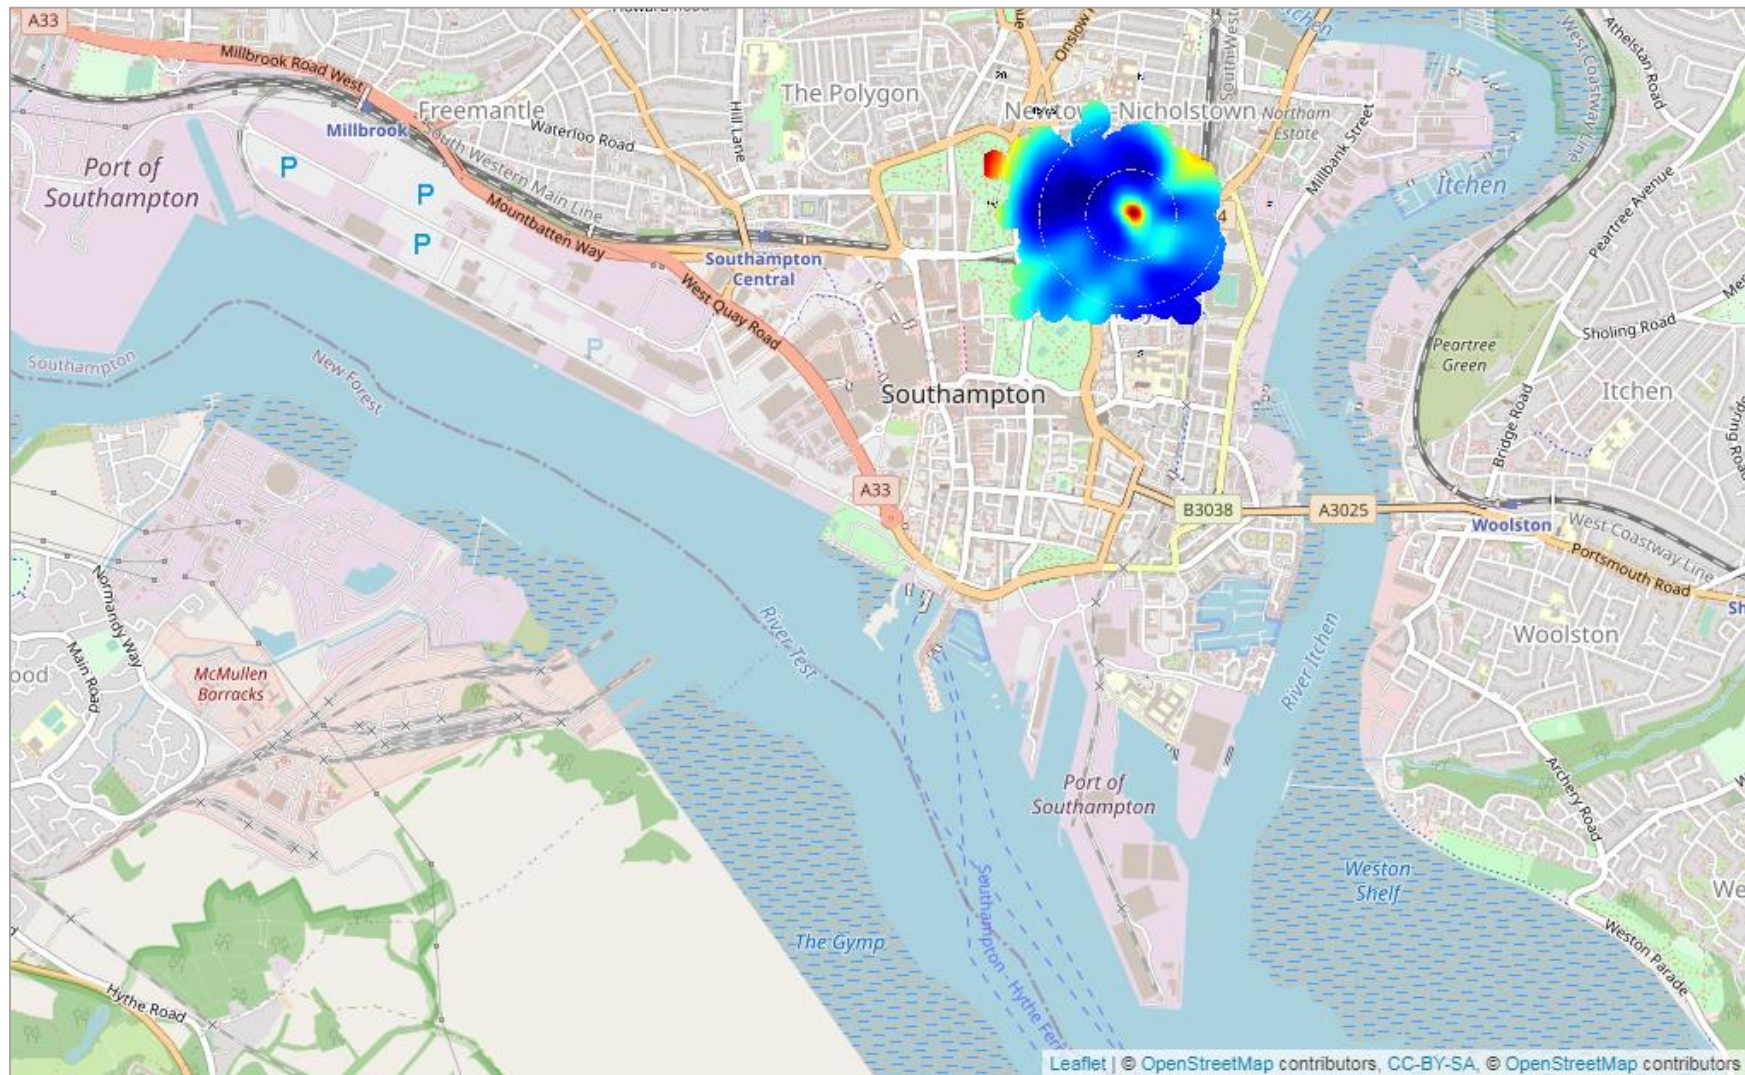 A33
Millbrook Road West
Freemantle
The Polygon
Onslow
Nicholstown
Northam
Estate
Itchen
West Coastway Line
Athelstan Road
Port of
Southampton
Millbrook
Waterloo Road
Hill Lane
South Western Main Line
P
P
P
P
Mountbatten Way
Southampton
Central
West Quay Road
Millbank Street
Itchen
Peartree Avenue
4
Southampton
New Forest
Southampton
Peartree
Green
Sholing Road
Itchen
Bridge Road
A33
B3038
A3025
Woolston
West Coastway Line
Portsmouth Road
Normandy Way
Main Road
McMullen
Borracks
River Test
River Itchen
Woolston
Port of
Southampton
Archery Road
Weston
Shelf
Weston Parade
The Gymp
Southampton - Hythe Ferr
Hythe Road
Leaflet | © OpenStreetMap contributors, CC-BY-SA, © OpenStreetMap contributors